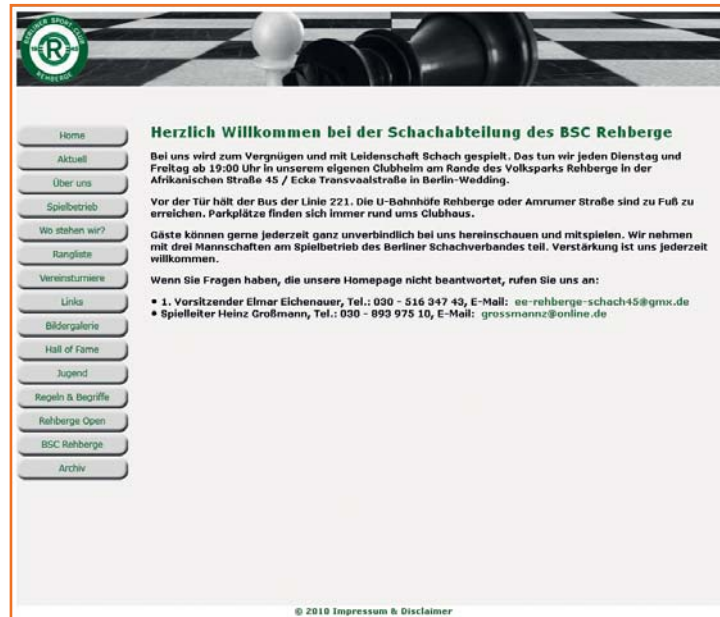 BERLINER SPORT-CLUB
R
REHBERGE
Home
Aktuell
Über uns
Spielbetrieb
Wo stehen wir?
Rangliste
Vereinsturniere
Links
Bildergalerie
Hall of Fame
Jugend
Regeln & Begriffe
Rehberge Open
BSC Rehberge
Archiv
Herzlich Willkommen bei der Schachabteilung des BSC Rehberge
Bei uns wird zum Vergnügen und mit Leidenschaft Schach gespielt. Das tun wir jeden Dienstag und
Freitag ab 19:00 Uhr in unserem eigenen Clubheim am Rande des Volksparks Rehberge in der
Afrikanischen Straße 45 / Ecke Transvaalstraße in Berlin-Wedding.
Vor der Tür hält der Bus der Linie 221. Die U-Bahnhöfe Rehberge oder Amrumer Straße sind zu Fuß zu
erreichen. Parkplätze finden sich immer rund ums Clubhaus.
Gäste können gerne jederzeit ganz unverbindlich bei uns hereinschauen und mitspielen. Wir nehmen
mit drei Mannschaften am Spielbetrieb des Berliner Schachverbandes teil. Verstärkung ist uns jederzeit
willkommen.
Wenn Sie Fragen haben, die unsere Homepage nicht beantwortet, rufen Sie uns an:
• 1. Vorsitzender Elmar Eichenauer, Tel.: 030 - 516 347 43, E-Mail: ee-rehberge-schach45@gmx.de
• Spielleiter Heinz Großmann, Tel.: 030 - 893 975 10, E-Mail: grossmannz@online.de
© 2010 Impressum & Disclaimer